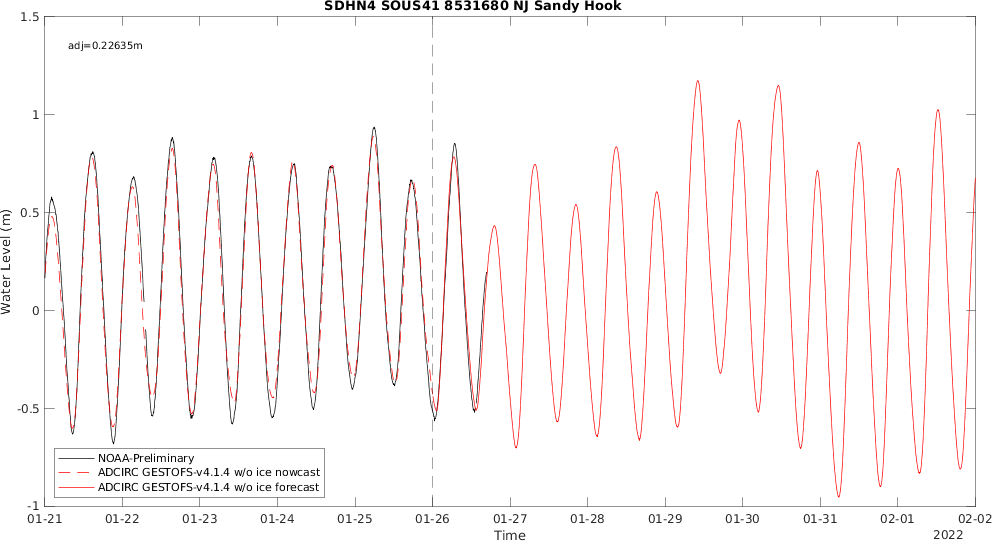 SDHN4 SOUS41 8531680 NJ Sandy Hook
adj=0.22635m
1.5
1
0.5
0
-0.5
-1
Water Level (m)
NOAA-Preliminary
ADCIRC GESTOFS-v4.1.4 w/o ice nowcast
ADCIRC GESTOFS-v4.1.4 w/o ice forecast
01-21 01-22 01-23 01-24 01-25 01-26 01-27 01-28 01-29 01-30 01-31 02-01 02-02
Time
2022